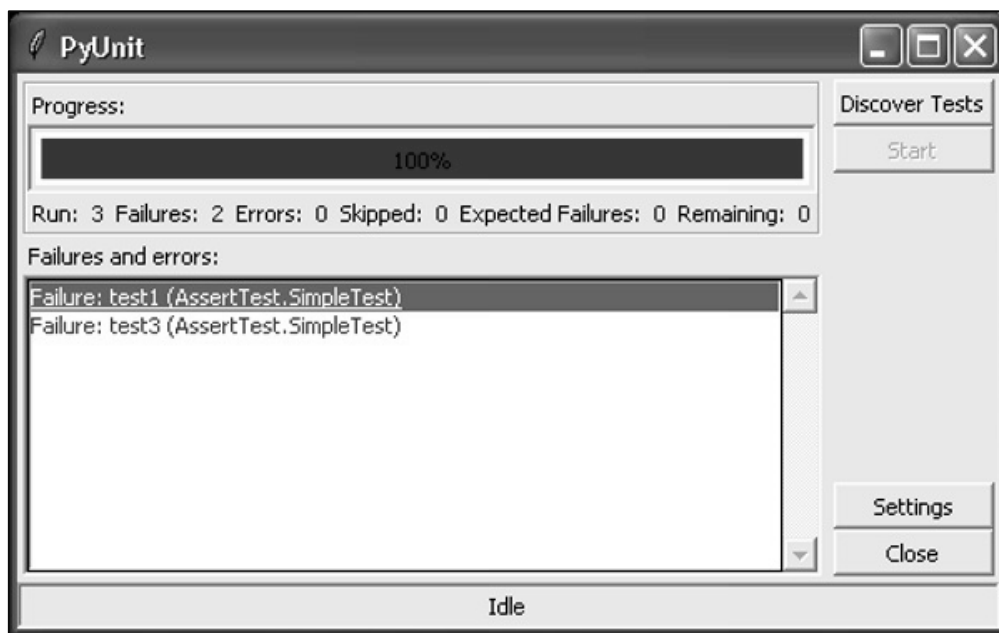 PyUnit
Progress:
Discover Tests
100%
Start
Run: 3 Failures: 2 Errors: 0 Skipped: 0 Expected Failures: 0 Remaining: 0
Failures and errors:
Failure: test1 (AssertTest.SimpleTest)
Failure: test3 (AssertTest.SimpleTest)
Settings
Close
Idle